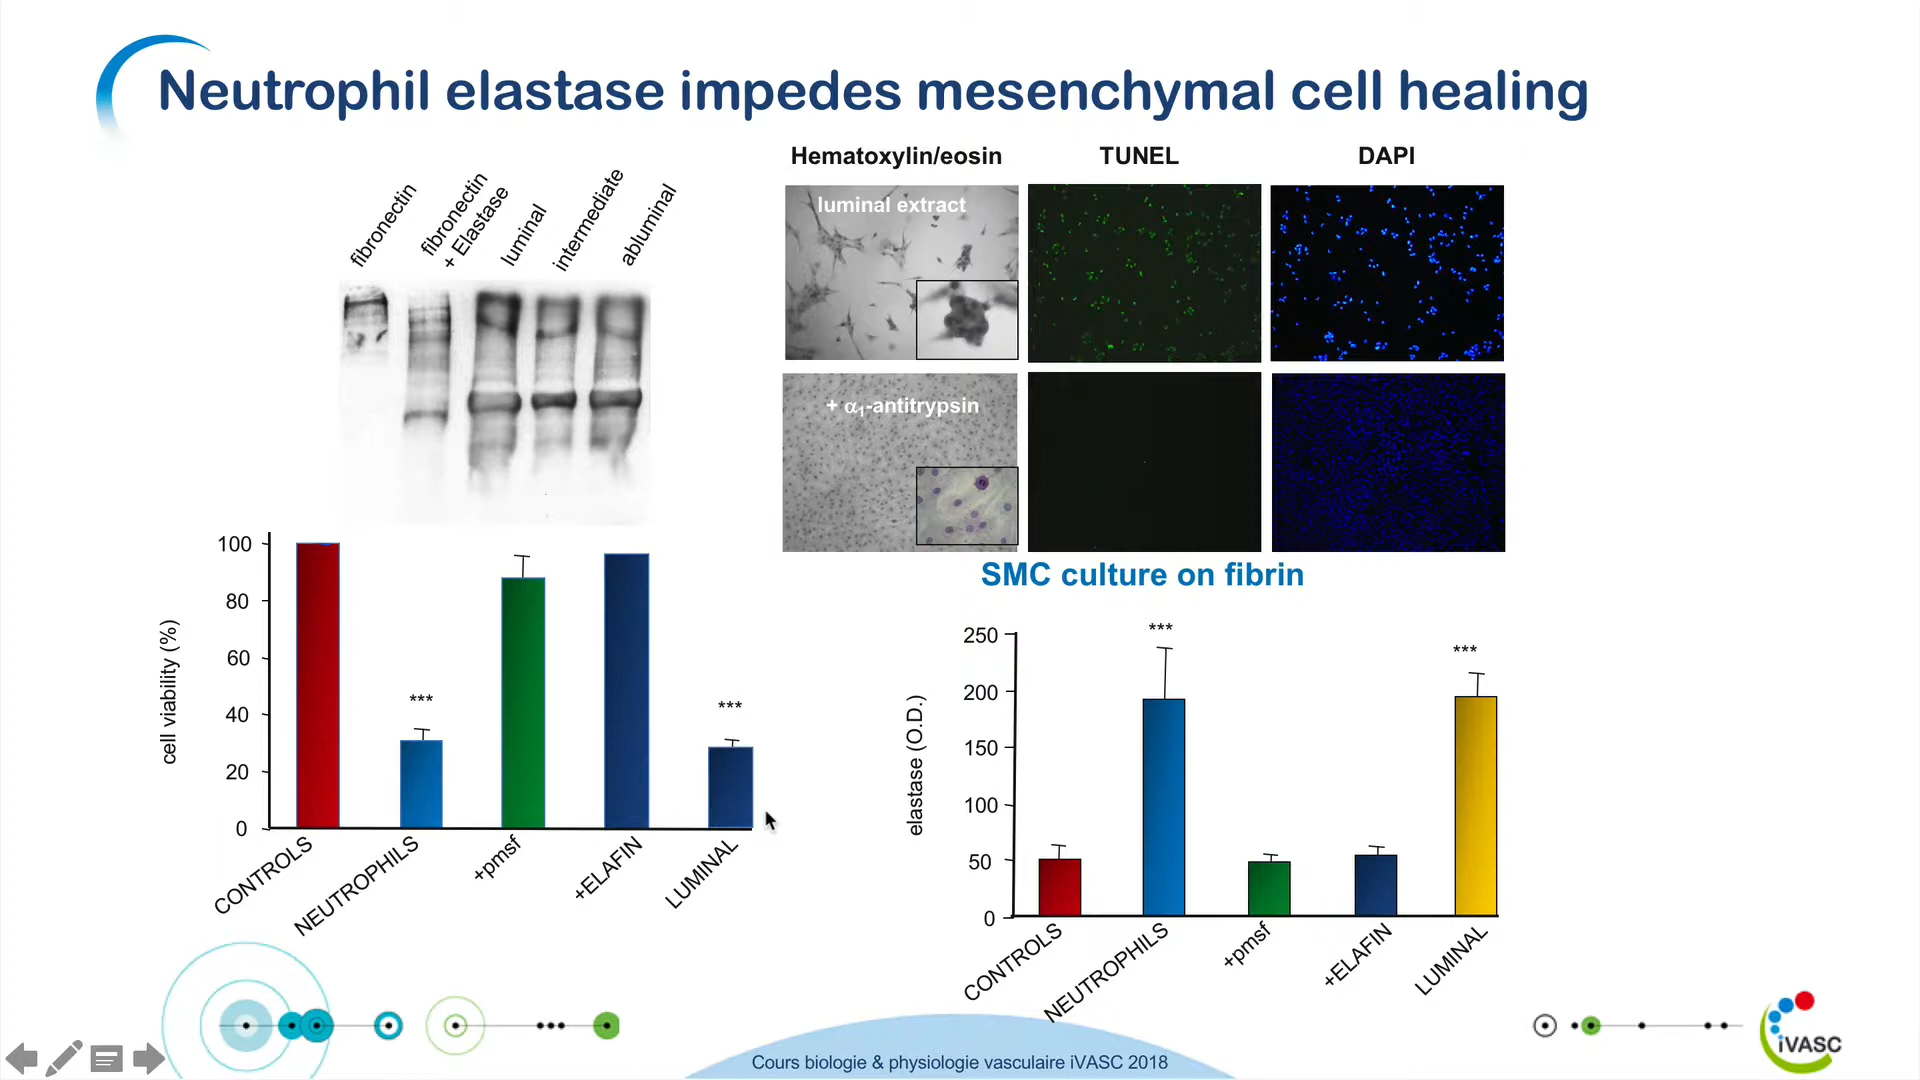 Neutrophil elastase impedes mesenchymal cell healing
fibronectin
fibronectin
+ Elastase
luminal
intermediate
abluminal
Hematoxylin/eosin
TUNEL
DAPI
luminal extract
+ α1-antitrypsin
SMC culture on fibrin
cell viability (%)
100
80
60
40
20
0
***
***
CONTROLS
NEUTROPHILS
+pmsf
+ELAFIN
LUMINAL
elastase (O.D.)
250
200
150
100
50
0
***
***
CONTROLS
NEUTROPHILS
+pmsf
+ELAFIN
LUMINAL
Cours biologie & physiologie vasculaire iVASC 2018
iVASC